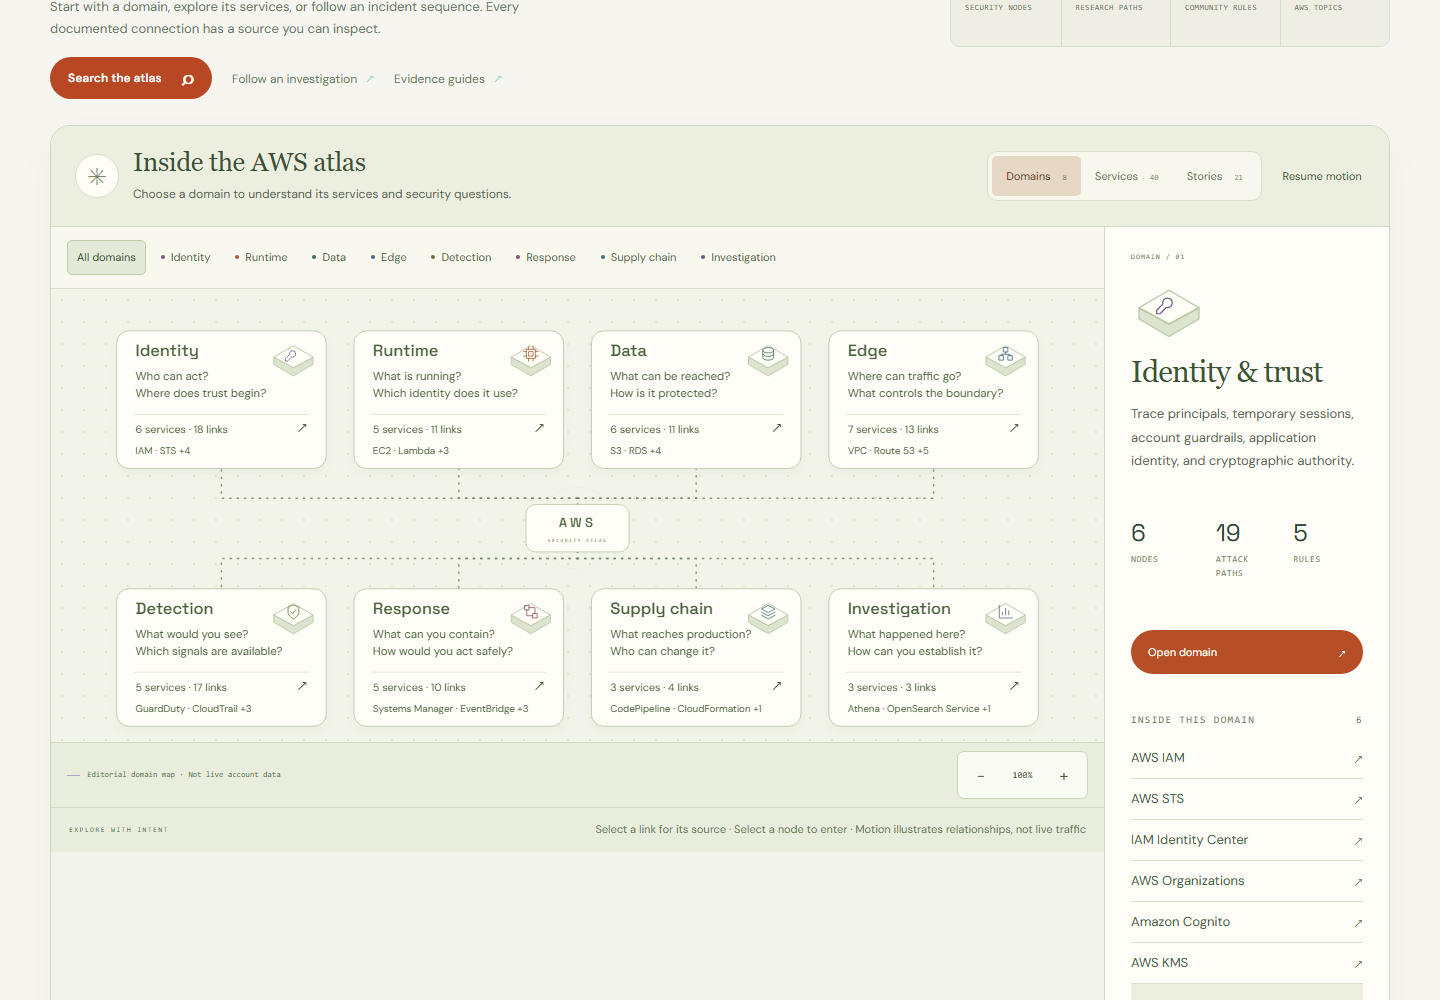 Start with a domain, explore its services, or follow an incident sequence. Every
documented connection has a source you can inspect.
SECURITY NODES
RESEARCH PATHS
COMMUNITY RULES
AWS TOPICS
Search the atlas
Follow an investigation ↗
Evidence guides ↗
Inside the AWS atlas
Choose a domain to understand its services and security questions.
Domains 8
Services 40
Stories 21
Resume motion
All domains
Identity
Runtime
Data
Edge
Detection
Response
Supply chain
Investigation
Identity
Who can act?
Where does trust begin?
6 services · 18 links ↗
IAM · STS +4
Runtime
What is running?
Which identity does it use?
5 services · 11 links ↗
EC2 · Lambda +3
Data
What can be reached?
How is it protected?
6 services · 11 links ↗
S3 · RDS +4
Edge
Where can traffic go?
What controls the boundary?
7 services · 13 links ↗
VPC · Route 53 +5
AWS
SECURITY ATLAS
Detection
What would you see?
Which signals are available?
5 services · 17 links ↗
GuardDuty · CloudTrail +3
Response
What can you contain?
How would you act safely?
5 services · 10 links ↗
Systems Manager · EventBridge +3
Supply chain
What reaches production?
Who can change it?
3 services · 4 links ↗
CodePipeline · CloudFormation +1
Investigation
What happened here?
How can you establish it?
3 services · 3 links ↗
Athena · OpenSearch Service +1
Editorial domain map · Not live account data
− 100% +
EXPLORE WITH INTENT
Select a link for its source · Select a node to enter · Motion illustrates relationships, not live traffic
DOMAIN / 01
Identity & trust
Trace principals, temporary sessions,
account guardrails, application
identity, and cryptographic authority.
6
NODES
19
ATTACK
PATHS
5
RULES
Open domain ↗
INSIDE THIS DOMAIN 6
AWS IAM ↗
AWS STS ↗
IAM Identity Center ↗
AWS Organizations ↗
Amazon Cognito ↗
AWS KMS ↗